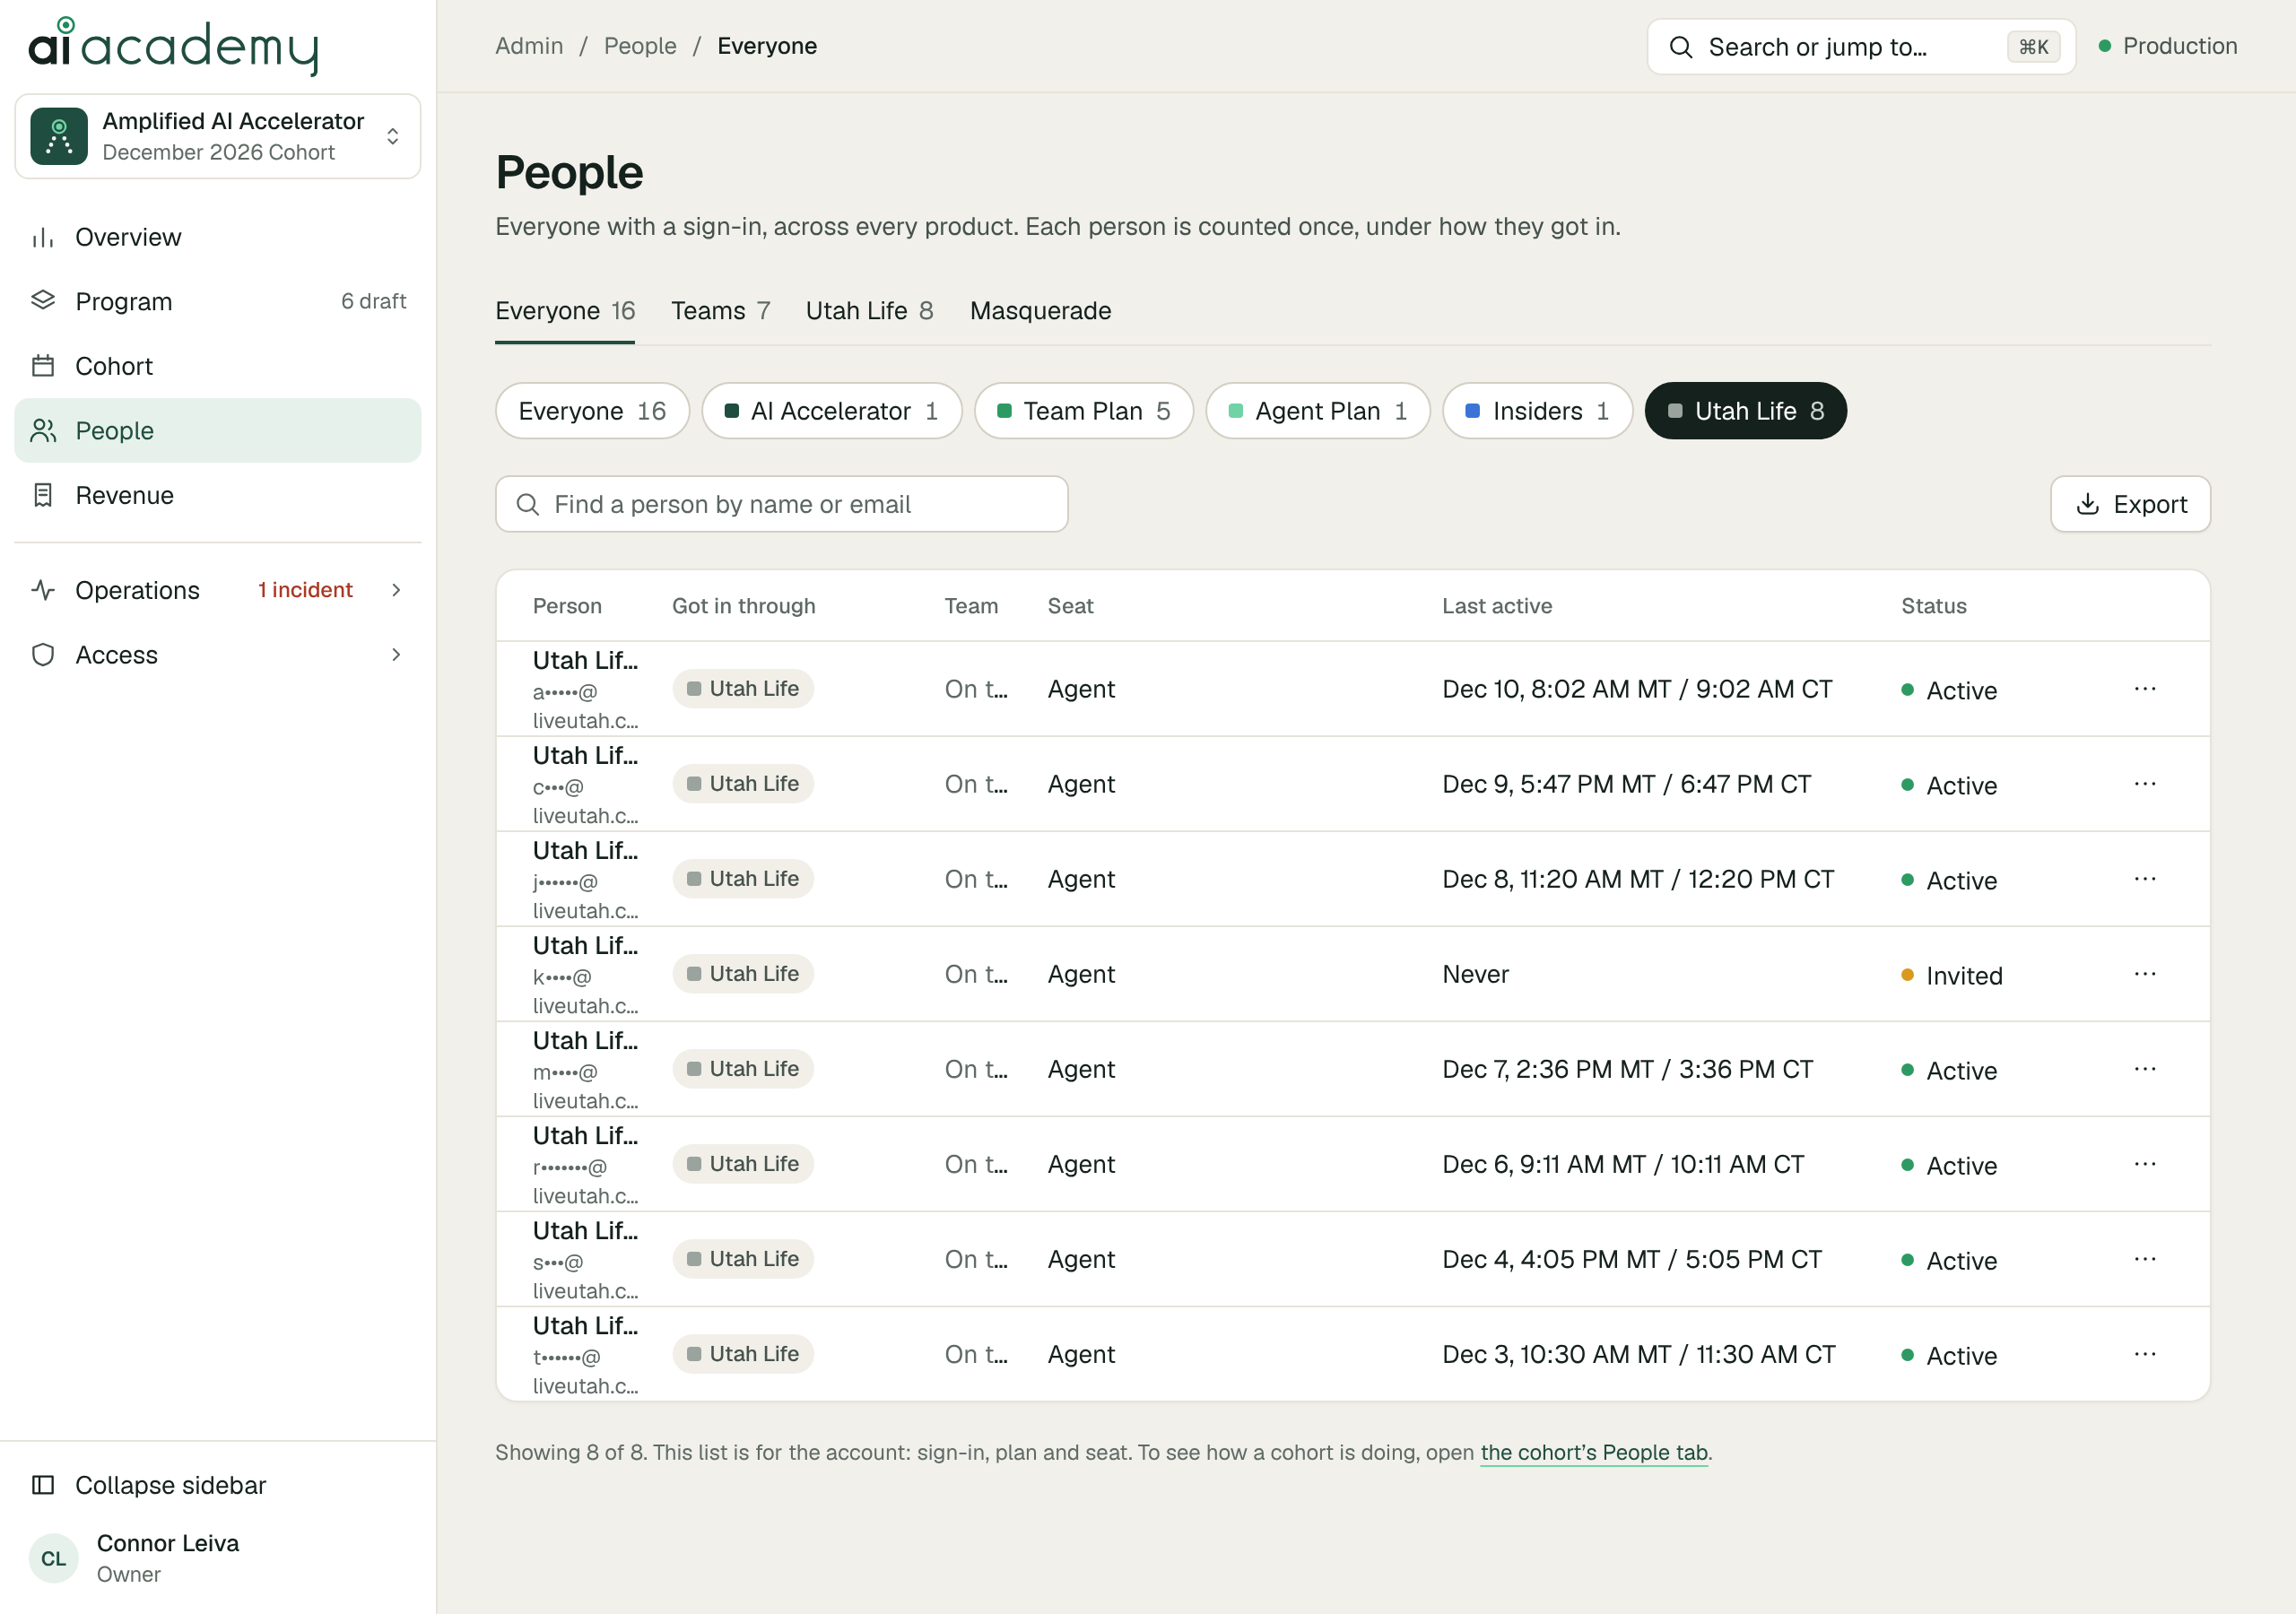 ai academy
Amplified AI Accelerator
December 2026 Cohort
Overview
Program 6 draft
Cohort
People
Revenue
Operations 1 incident
Access
Collapse sidebar
CL
Connor Leiva
Owner
Admin / People / Everyone
Search or jump to... ⌘K
Production
People
Everyone with a sign-in, across every product. Each person is counted once, under how they got in.
Everyone 16 Teams 7 Utah Life 8 Masquerade
Everyone 16 AI Accelerator 1 Team Plan 5 Agent Plan 1 Insiders 1 Utah Life 8
Find a person by name or email
Export
Person Got in through Team Seat Last active Status
Utah Lif...
a•••••@
liveutah.c...
Utah Life On t... Agent Dec 10, 8:02 AM MT / 9:02 AM CT Active ...
Utah Lif...
c•••@
liveutah.c...
Utah Life On t... Agent Dec 9, 5:47 PM MT / 6:47 PM CT Active ...
Utah Lif...
j••••••@
liveutah.c...
Utah Life On t... Agent Dec 8, 11:20 AM MT / 12:20 PM CT Active ...
Utah Lif...
k••••@
liveutah.c...
Utah Life On t... Agent Never Invited ...
Utah Lif...
m••••@
liveutah.c...
Utah Life On t... Agent Dec 7, 2:36 PM MT / 3:36 PM CT Active ...
Utah Lif...
r•••••••@
liveutah.c...
Utah Life On t... Agent Dec 6, 9:11 AM MT / 10:11 AM CT Active ...
Utah Lif...
s•••@
liveutah.c...
Utah Life On t... Agent Dec 4, 4:05 PM MT / 5:05 PM CT Active ...
Utah Lif...
t••••••@
liveutah.c...
Utah Life On t... Agent Dec 3, 10:30 AM MT / 11:30 AM CT Active ...
Showing 8 of 8. This list is for the account: sign-in, plan and seat. To see how a cohort is doing, open the cohort’s People tab.